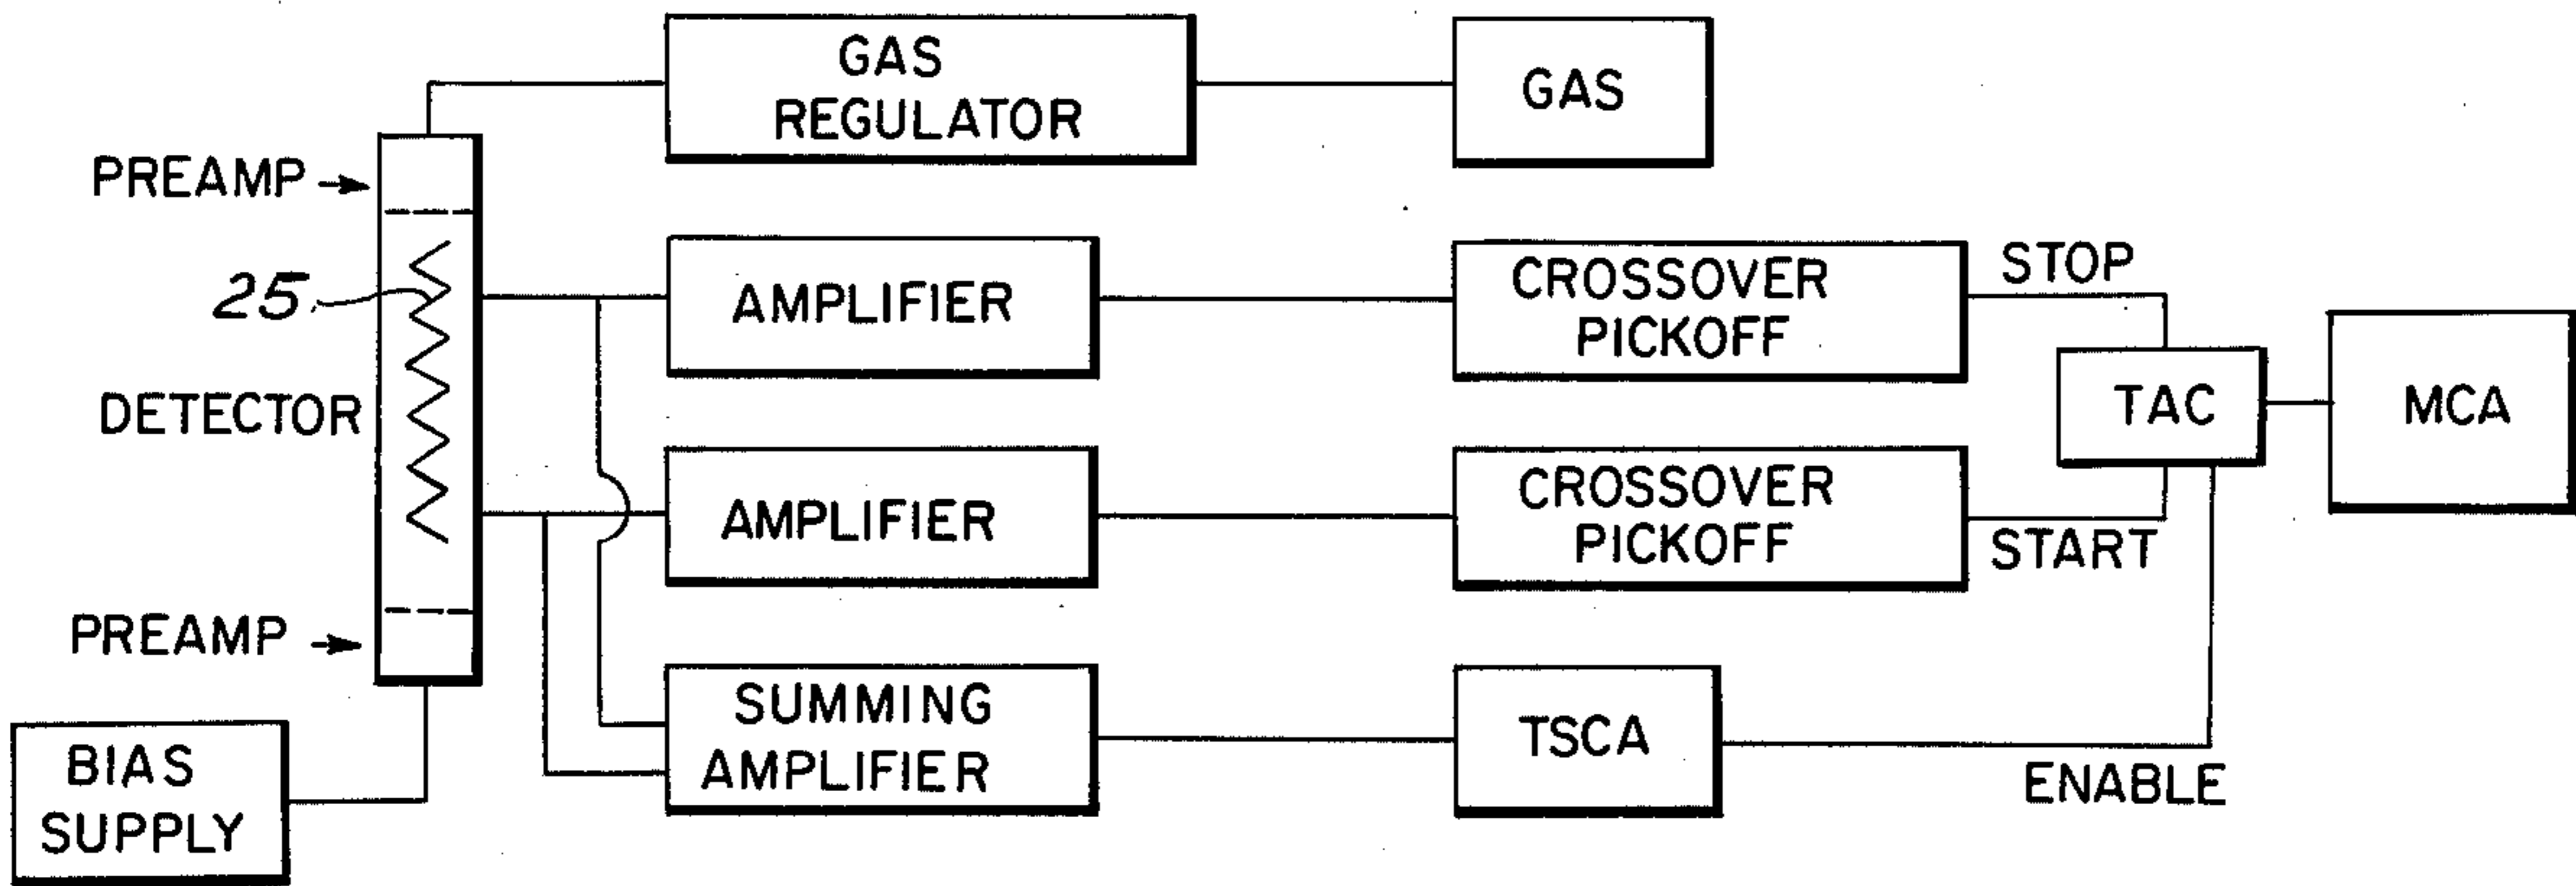 GAS
REGULATOR
GAS
PREAMP
25
AMPLIFIER
CROSSOVER
PICKOFF
STOP
DETECTOR
TAC
MCA
AMPLIFIER
CROSSOVER
PICKOFF
START
PREAMP
SUMMING
AMPLIFIER
TSCA
ENABLE
BIAS
SUPPLY